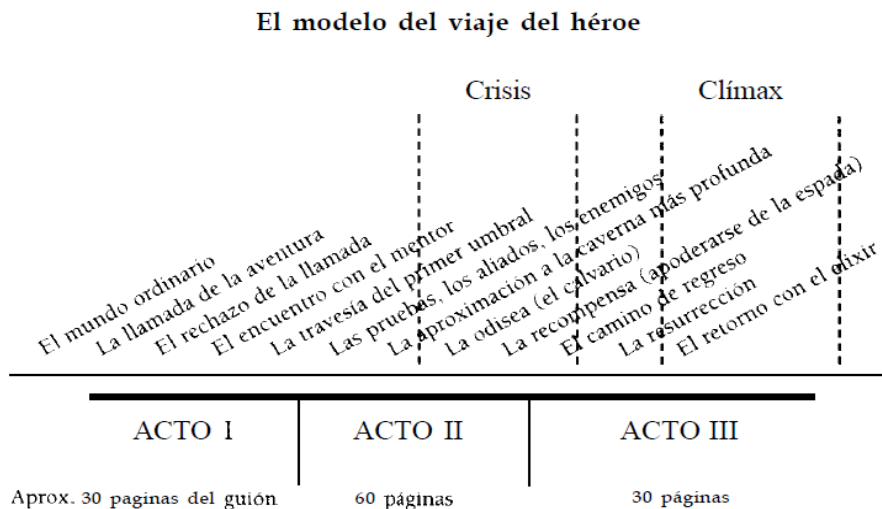 El modelo del viaje del héroe
Crisis
Clímax
El mundo ordinario
La llamada de la aventura
El rechazo de la llamada
El encuentro con el mentor
La travesía del primer umbral
Las pruebas, los aliados, los enemigos
La aproximación a la caverna más profunda
La odisea (el calvario)
La recompensa (apoderarse de la espada)
El camino de regreso
La resurrección
El retorno con el elixir
ACTO I
ACTO II
ACTO III
Aprox. 30 paginas del guión
60 páginas
30 páginas